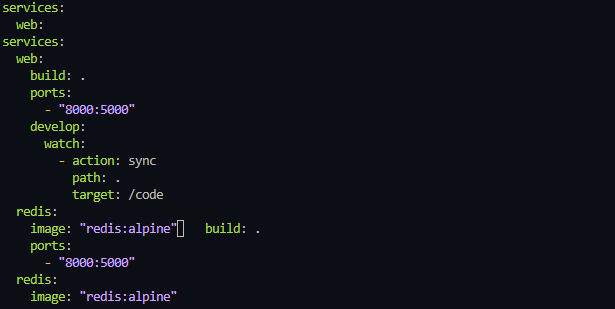 services:
  web:
services:
  web:
    build: .
    ports:
      - "8000:5000"
    develop:
      watch:
        - action: sync
          path: .
          target: /code
  redis:
    image: "redis:alpine"   build: .
    ports:
      - "8000:5000"
  redis:
    image: "redis:alpine"